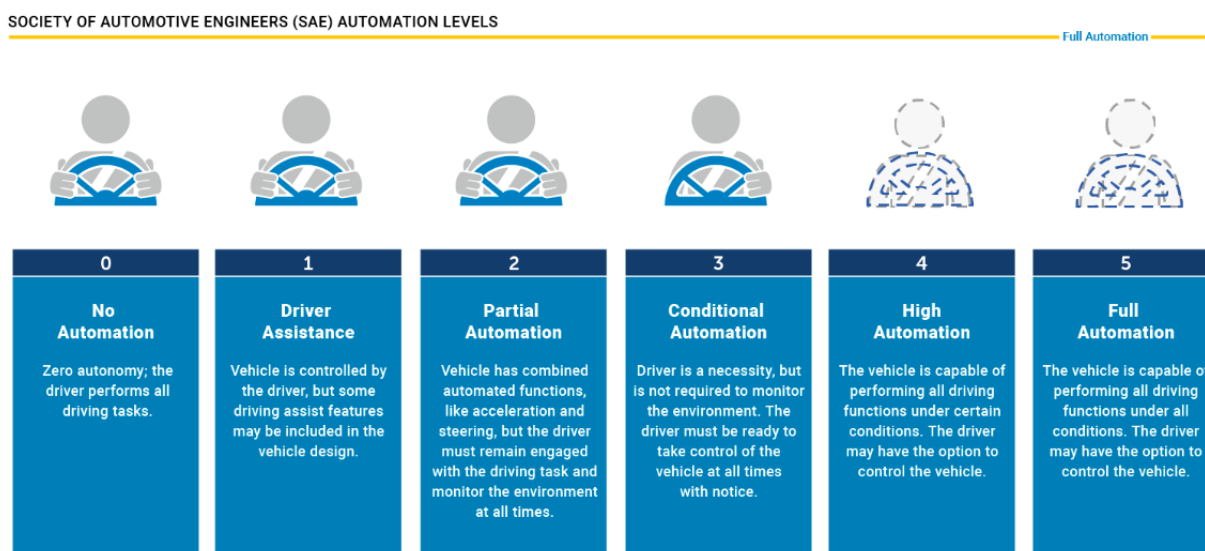 SOCIETY OF AUTOMOTIVE ENGINEERS (SAE) AUTOMATION LEVELS
Full Automation
0
No
Automation
Zero autonomy; the
driver performs all
driving tasks.
1
Driver
Assistance
Vehicle is controlled by
the driver, but some
driving assist features
may be included in the
vehicle design.
2
Partial
Automation
Vehicle has combined
automated functions,
like acceleration and
steering, but the driver
must remain engaged
with the driving task and
monitor the environment
at all times.
3
Conditional
Automation
Driver is a necessity, but
is not required to monitor
the environment. The
driver must be ready to
take control of the
vehicle at all times
with notice.
4
High
Automation
The vehicle is capable of
performing all driving
functions under certain
conditions. The driver
may have the option to
control the vehicle.
5
Full
Automation
The vehicle is capable of
performing all driving
functions under all
conditions. The driver
may have the option to
control the vehicle.